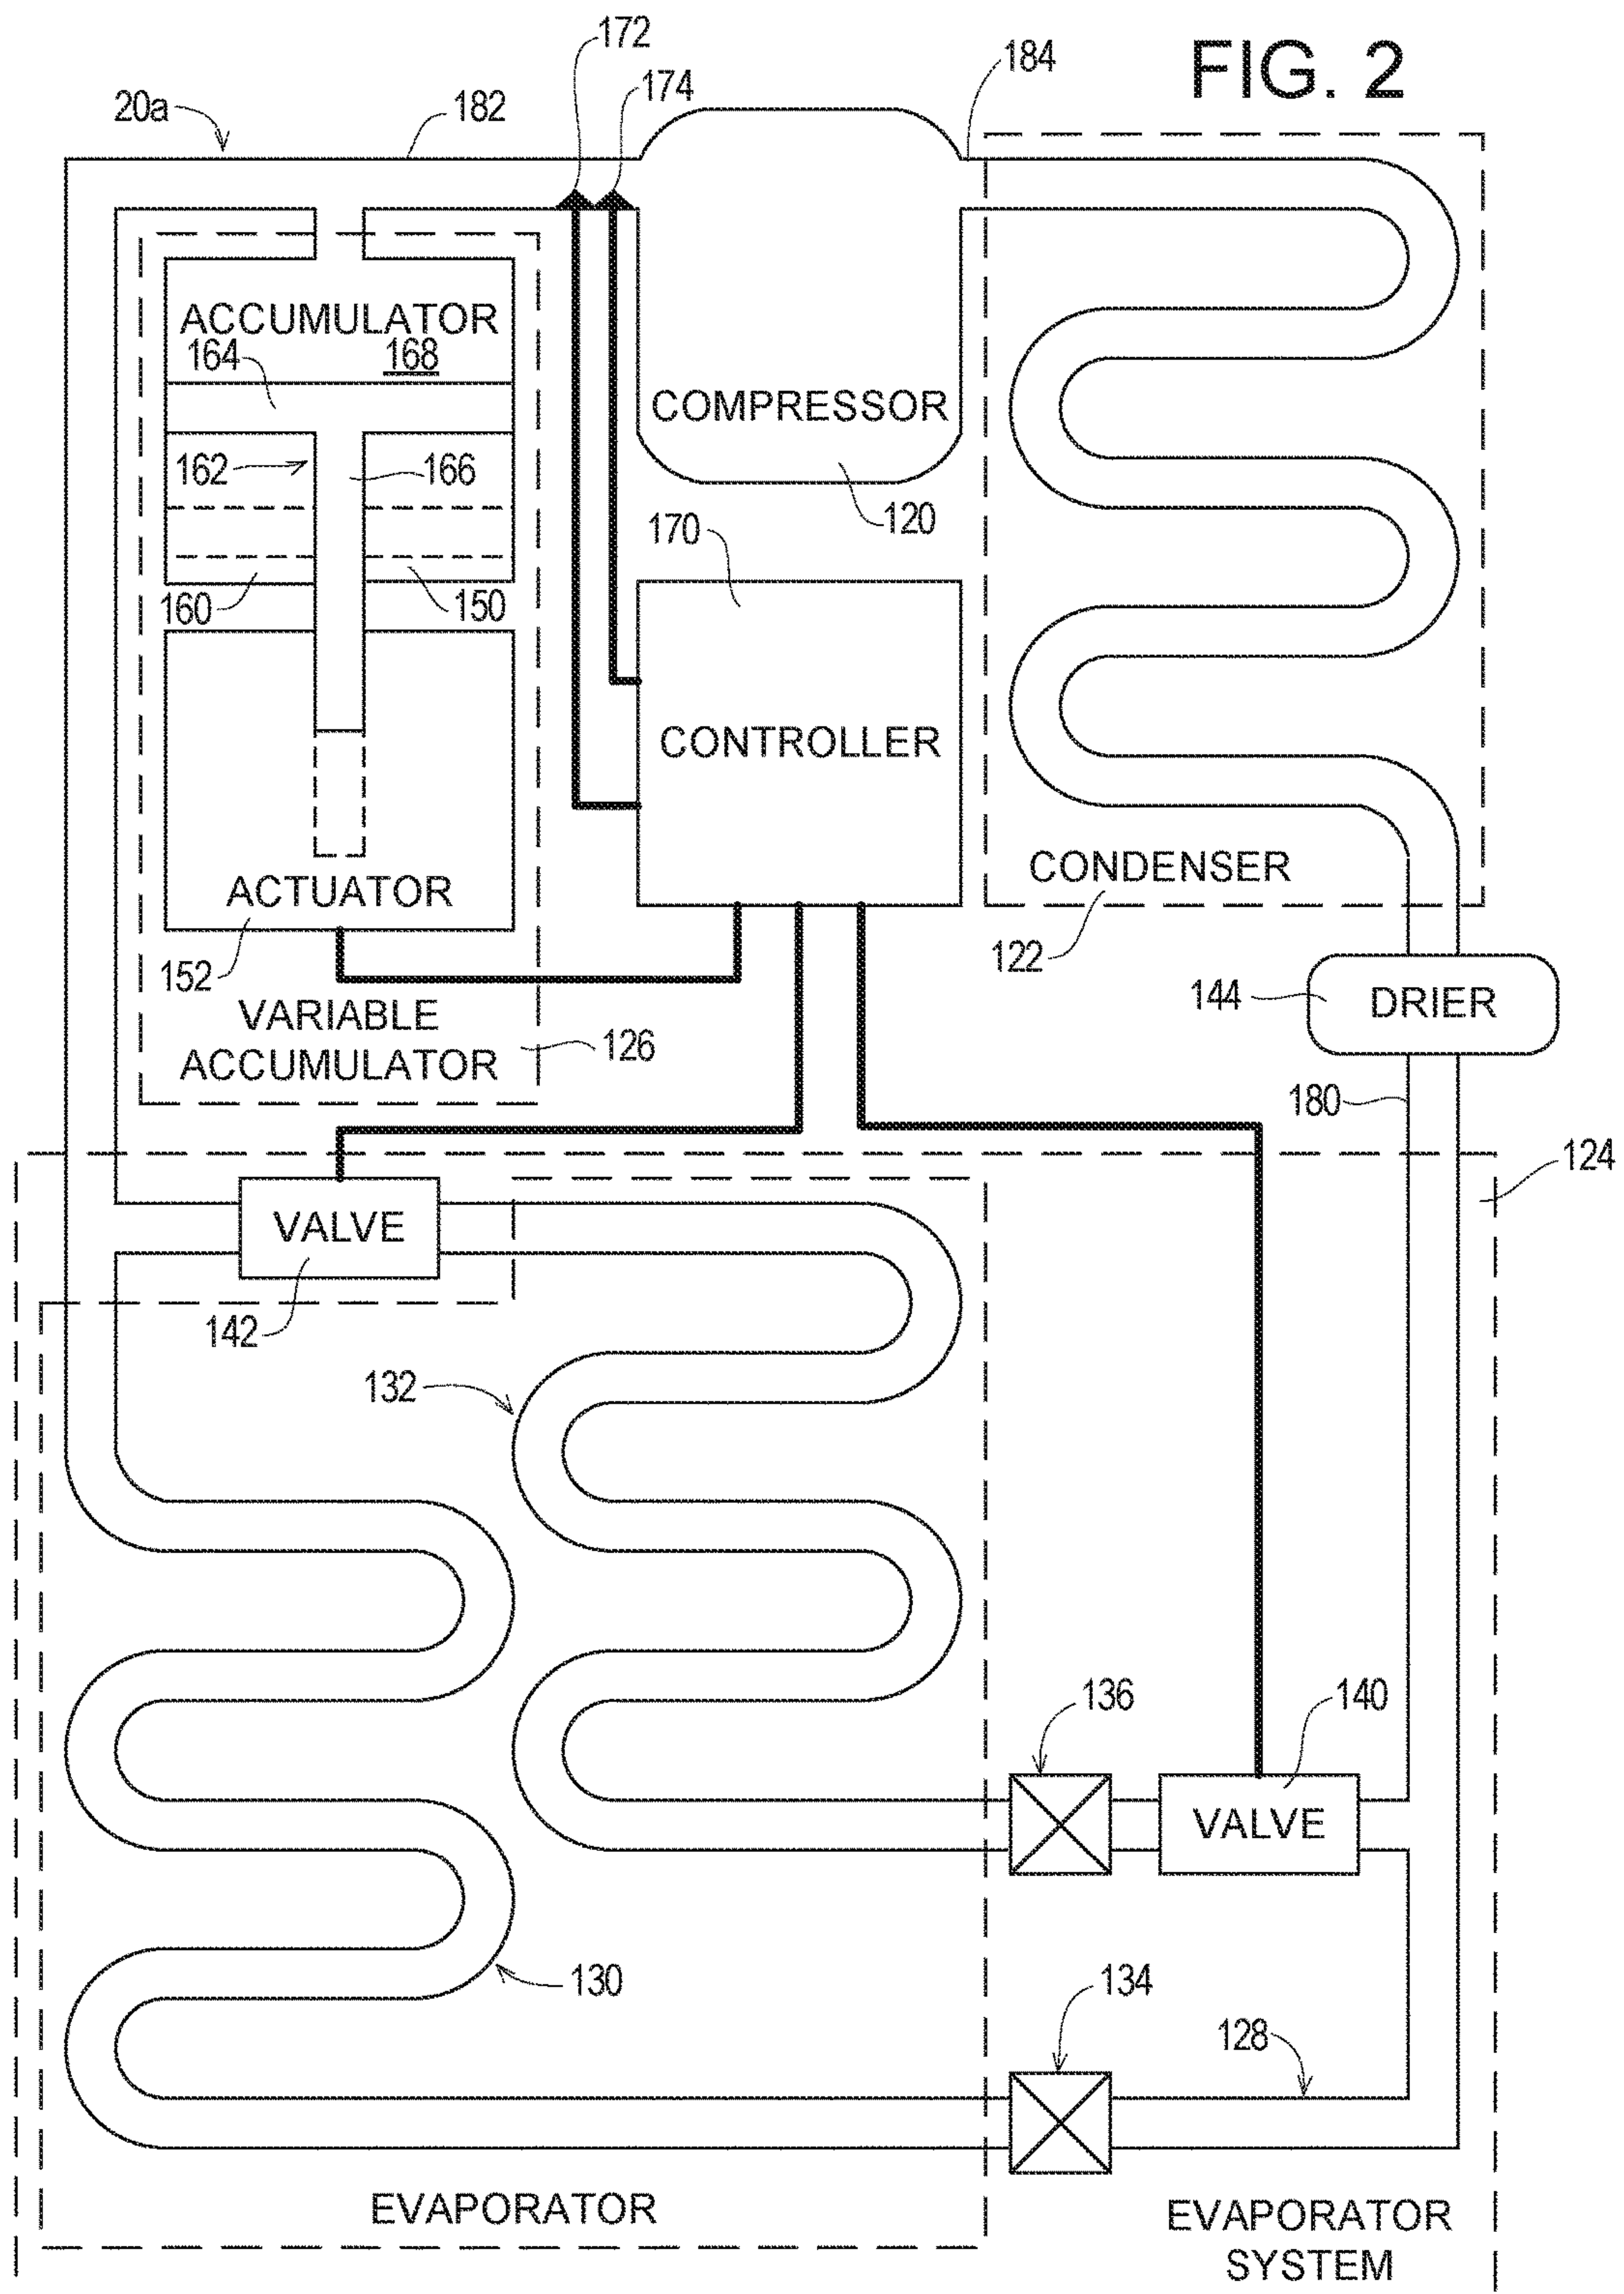 FIG. 2
172
174
184
20a
182
ACCUMULATOR
164
168
COMPRESSOR
162
166
120
170
160
150
CONTROLLER
CONDENSER
ACTUATOR
122
152
144
DRIER
VARIABLE
ACCUMULATOR
126
180
124
VALVE
142
132
136
140
VALVE
130
134
128
EVAPORATOR
EVAPORATOR
SYSTEM